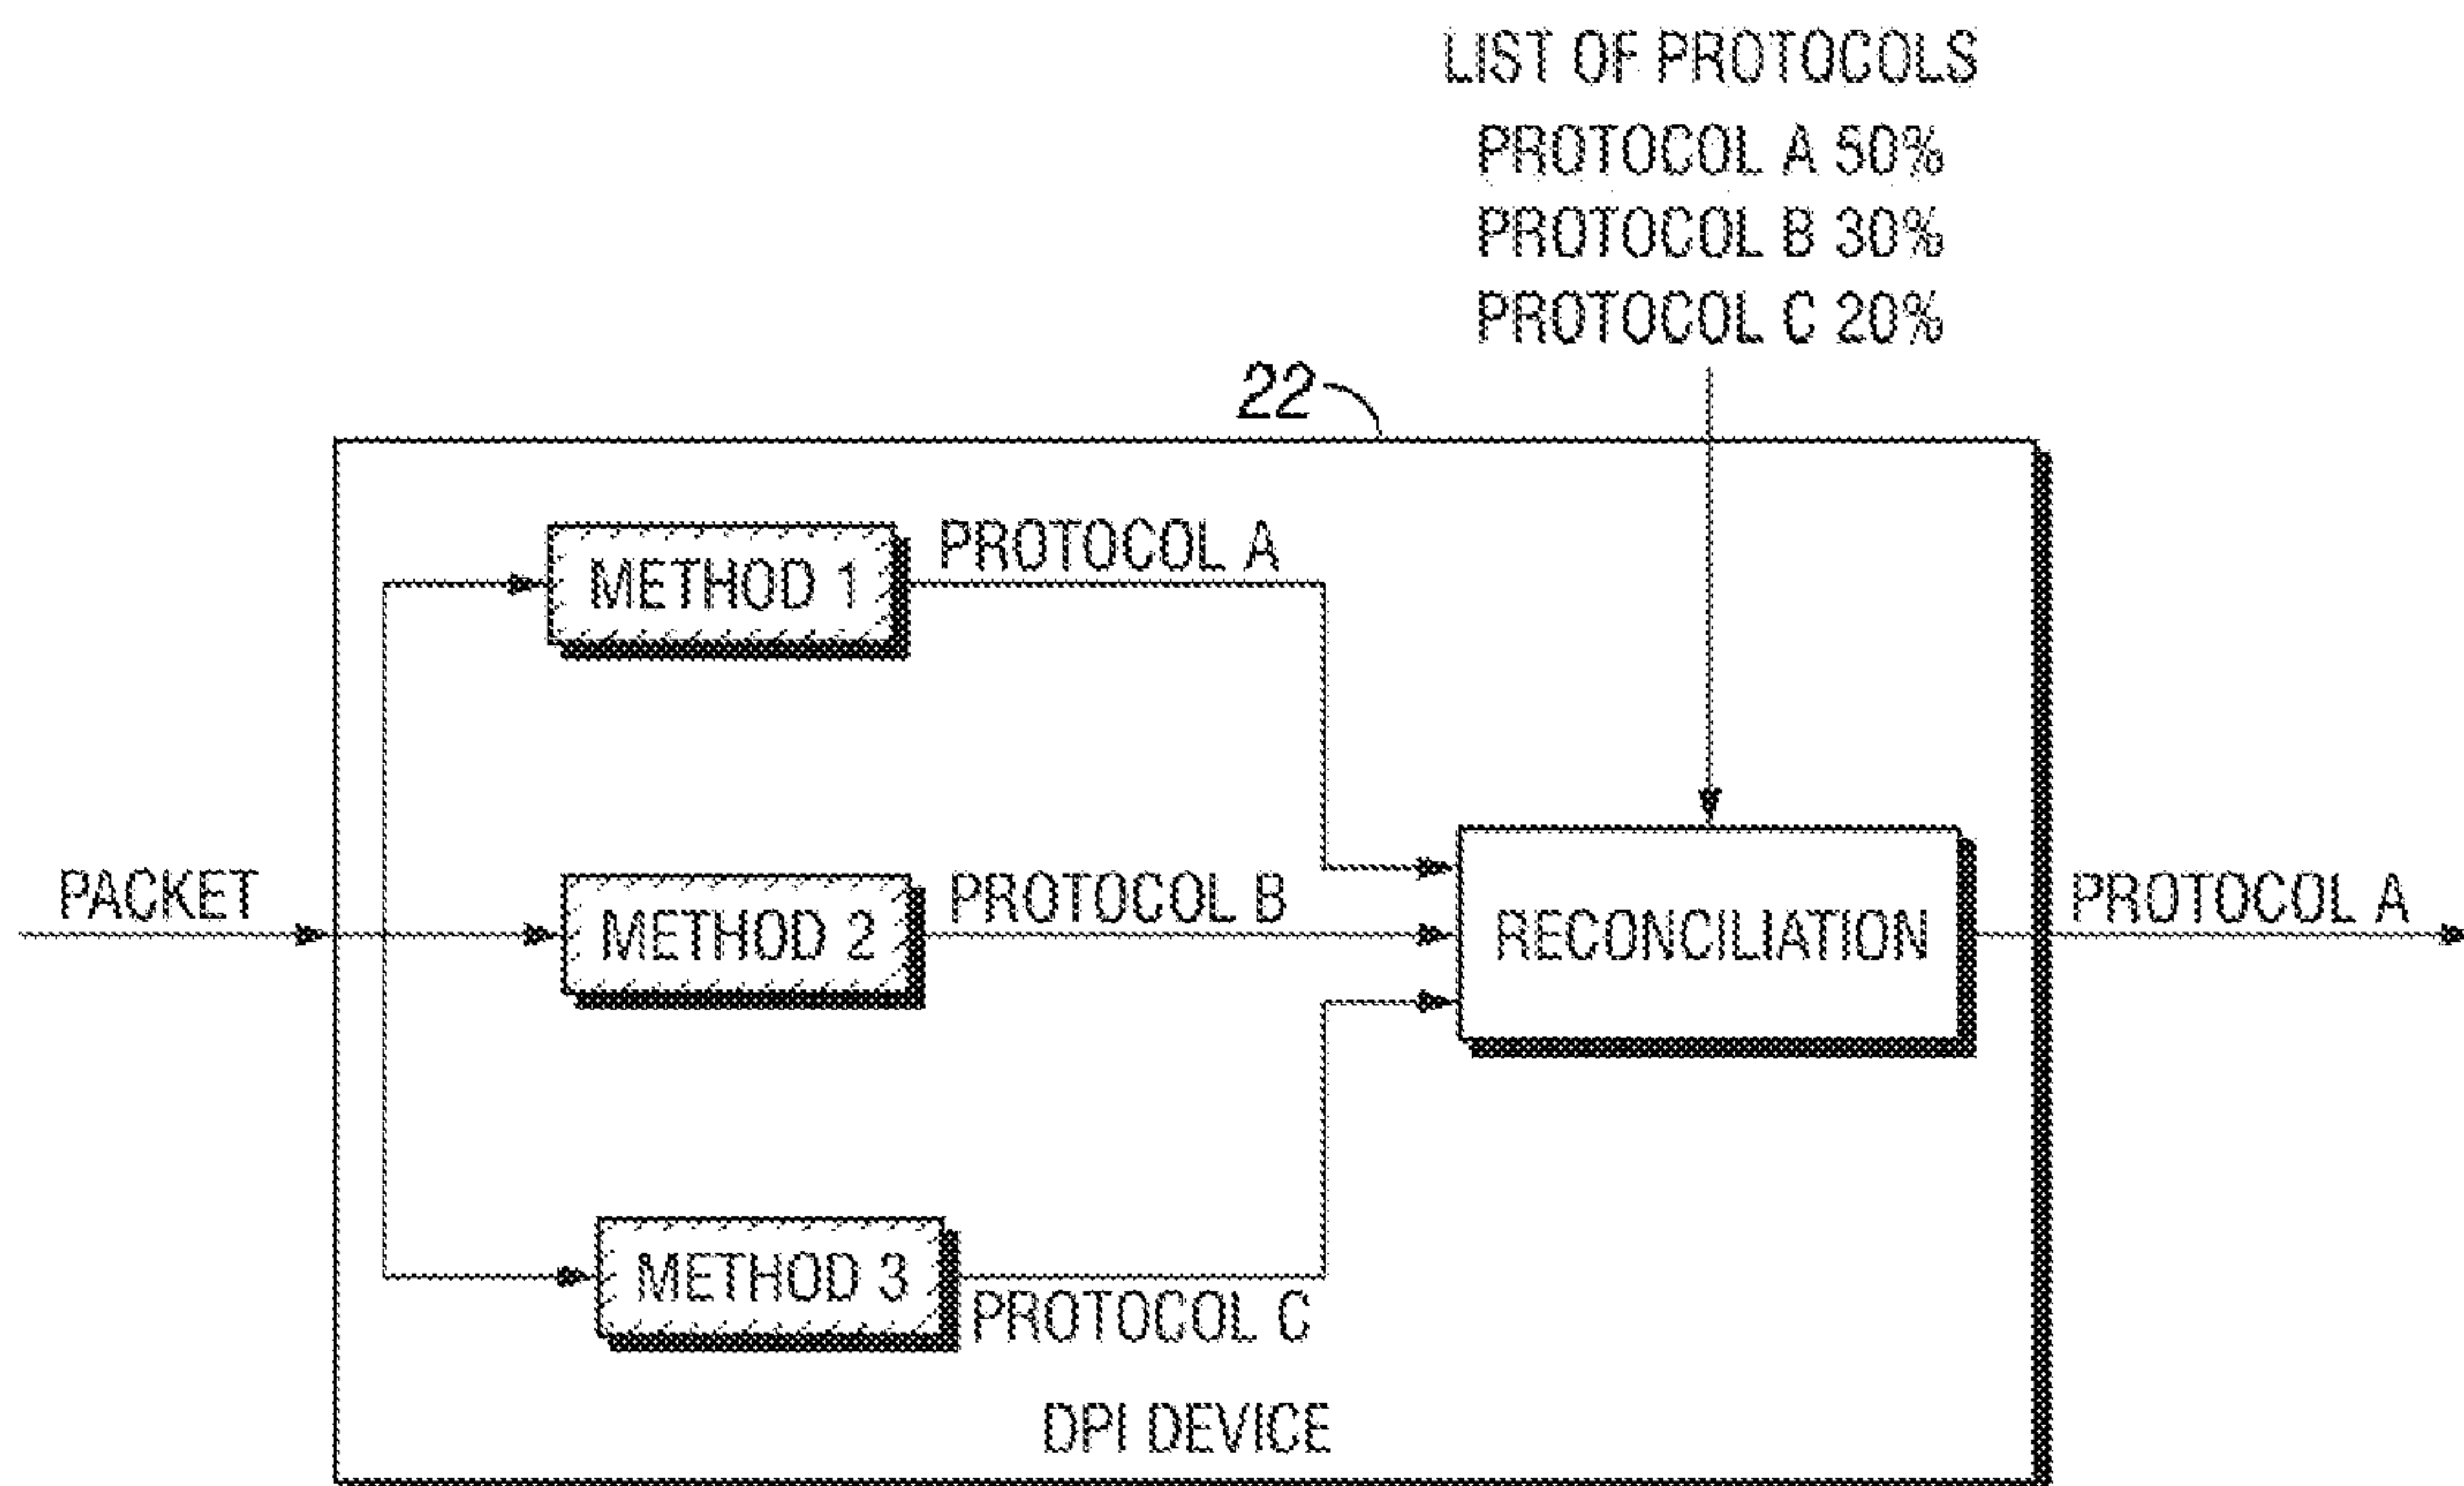 LIST OF PROTOCOLS
PROTOCOL A 50%
PROTOCOL B 30%
PROTOCOL C 20%
22
METHOD 1
PROTOCOL A
PACKET
METHOD 2
PROTOCOL B
RECONCILIATION
PROTOCOL A
METHOD 3
PROTOCOL C
DPI DEVICE